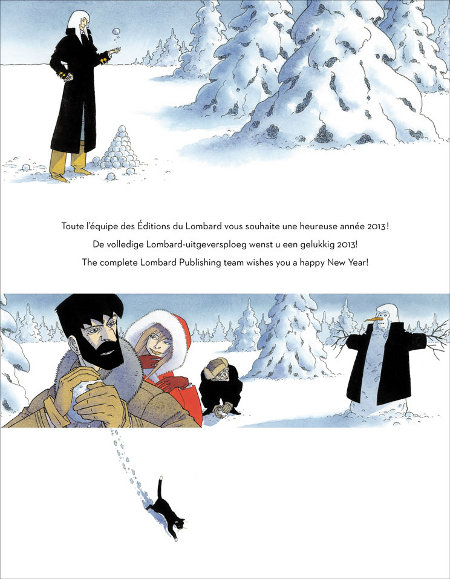 Toute l'équipe des Éditions du Lombard vous souhaite une heureuse année 2013!
De volledige Lombard-uitgeversploeg wenst u een gelukkig 2013!
The complete Lombard Publishing team wishes you a happy New Year!